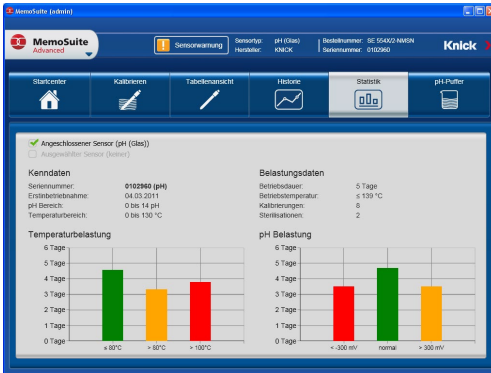 MemoSuite (admin)
MemoSuite
Advanced
Sensorwarnung
Sensortyp: pH (Glas)
Hersteller: KNICK
Bestellnummer: SE 554X/2-NMSN
Seriennummer: 0102960
Knick
Startcenter
Kalibrieren
Tabellenansicht
Historie
Statistik
pH-Puffer
Angeschlossener Sensor (pH (Glas))
Ausgewählter Sensor (keiner)
Kenndaten
Seriennummer: 0102960 (pH)
Erstinbetriebnahme: 04.03.2011
pH Bereich: 0 bis 14 pH
Temperaturbereich: 0 bis 130 °C
Belastungsdaten
Betriebsdauer: 5 Tage
Betriebstemperatur: ≤ 139 °C
Kalibrierungen: 8
Sterilisationen: 2
Temperaturbelastung
6 Tage
5 Tage
4 Tage
3 Tage
2 Tage
1 Tage
0 Tage
≤ 80°C > 80°C > 100°C
pH Belastung
6 Tage
5 Tage
4 Tage
3 Tage
2 Tage
1 Tage
0 Tage
< -300 mV normal > 300 mV